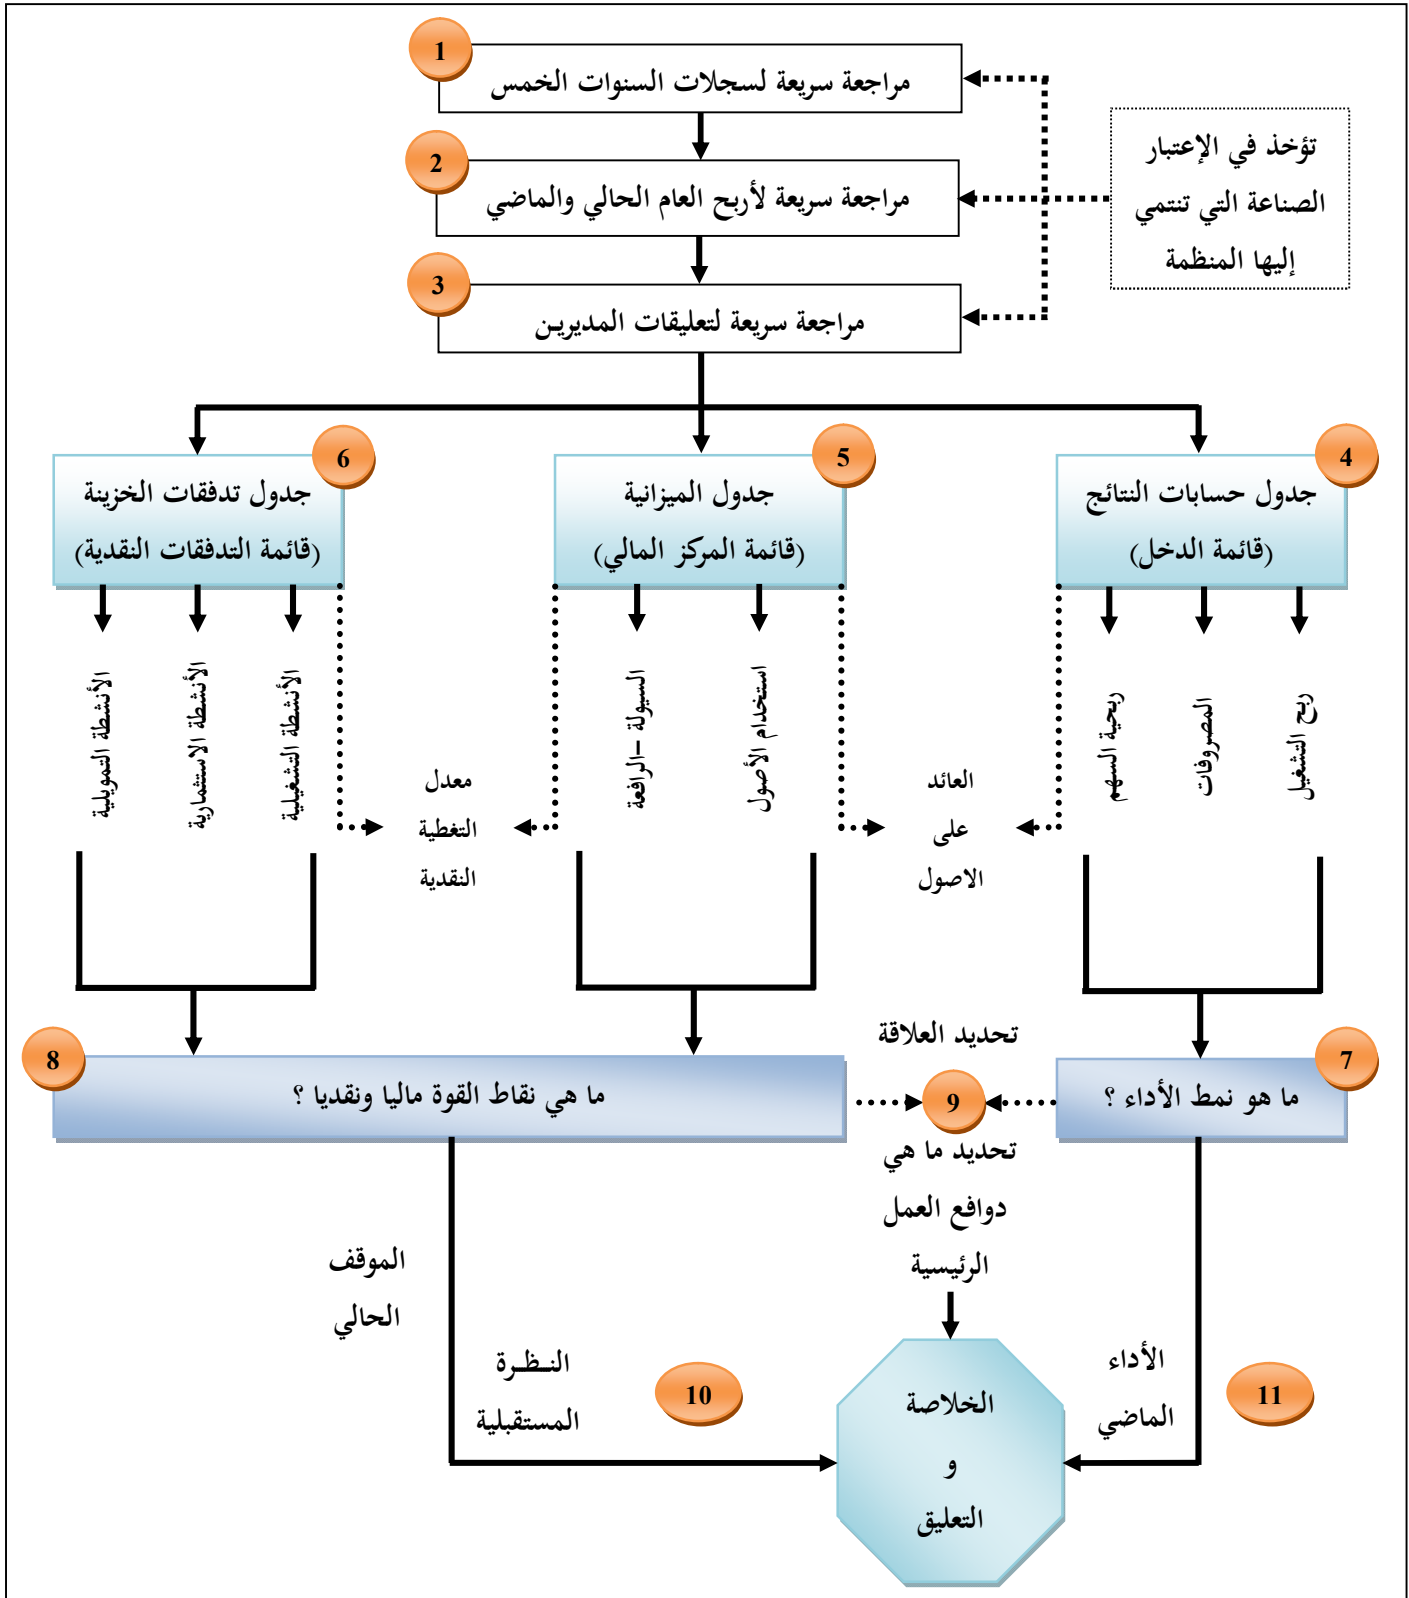 1
مراجعة سريعة لسجلات السنوات الخمس
تؤخذ في الإعتبار
الصناعة التي تنتمي
إليها المنظمة
2
مراجعة سريعة لأربح العام الحالي والماضي
3
مراجعة سريعة لتعليقات المديرين
4
جدول حسابات النتائج
(قائمة الدخل)
5
جدول الميزانية
(قائمة المركز المالي)
6
جدول تدفقات الخزينة
(قائمة التدفقات النقدية)
ربح التشغيل
المصروفات
ربحية السهم
العائد
على
الاصول
استخدام الأصول
السيولة –الرافعة
معدل
التغطية
النقدية
الأنشطة التشغيلية
الأنشطة الاستثمارية
الأنشطة التمويلية
7
ما هو نمط الأداء ؟
تحديد العلاقة
9
تحديد ما هي
دوافع العمل
الرئيسية
8
ما هي نقاط القوة ماليا ونقديا ؟
الموقف
الحالي
11
الأداء
الماضي
10
النـظـرة
المستقبلية
الخلاصة
و
التعليق